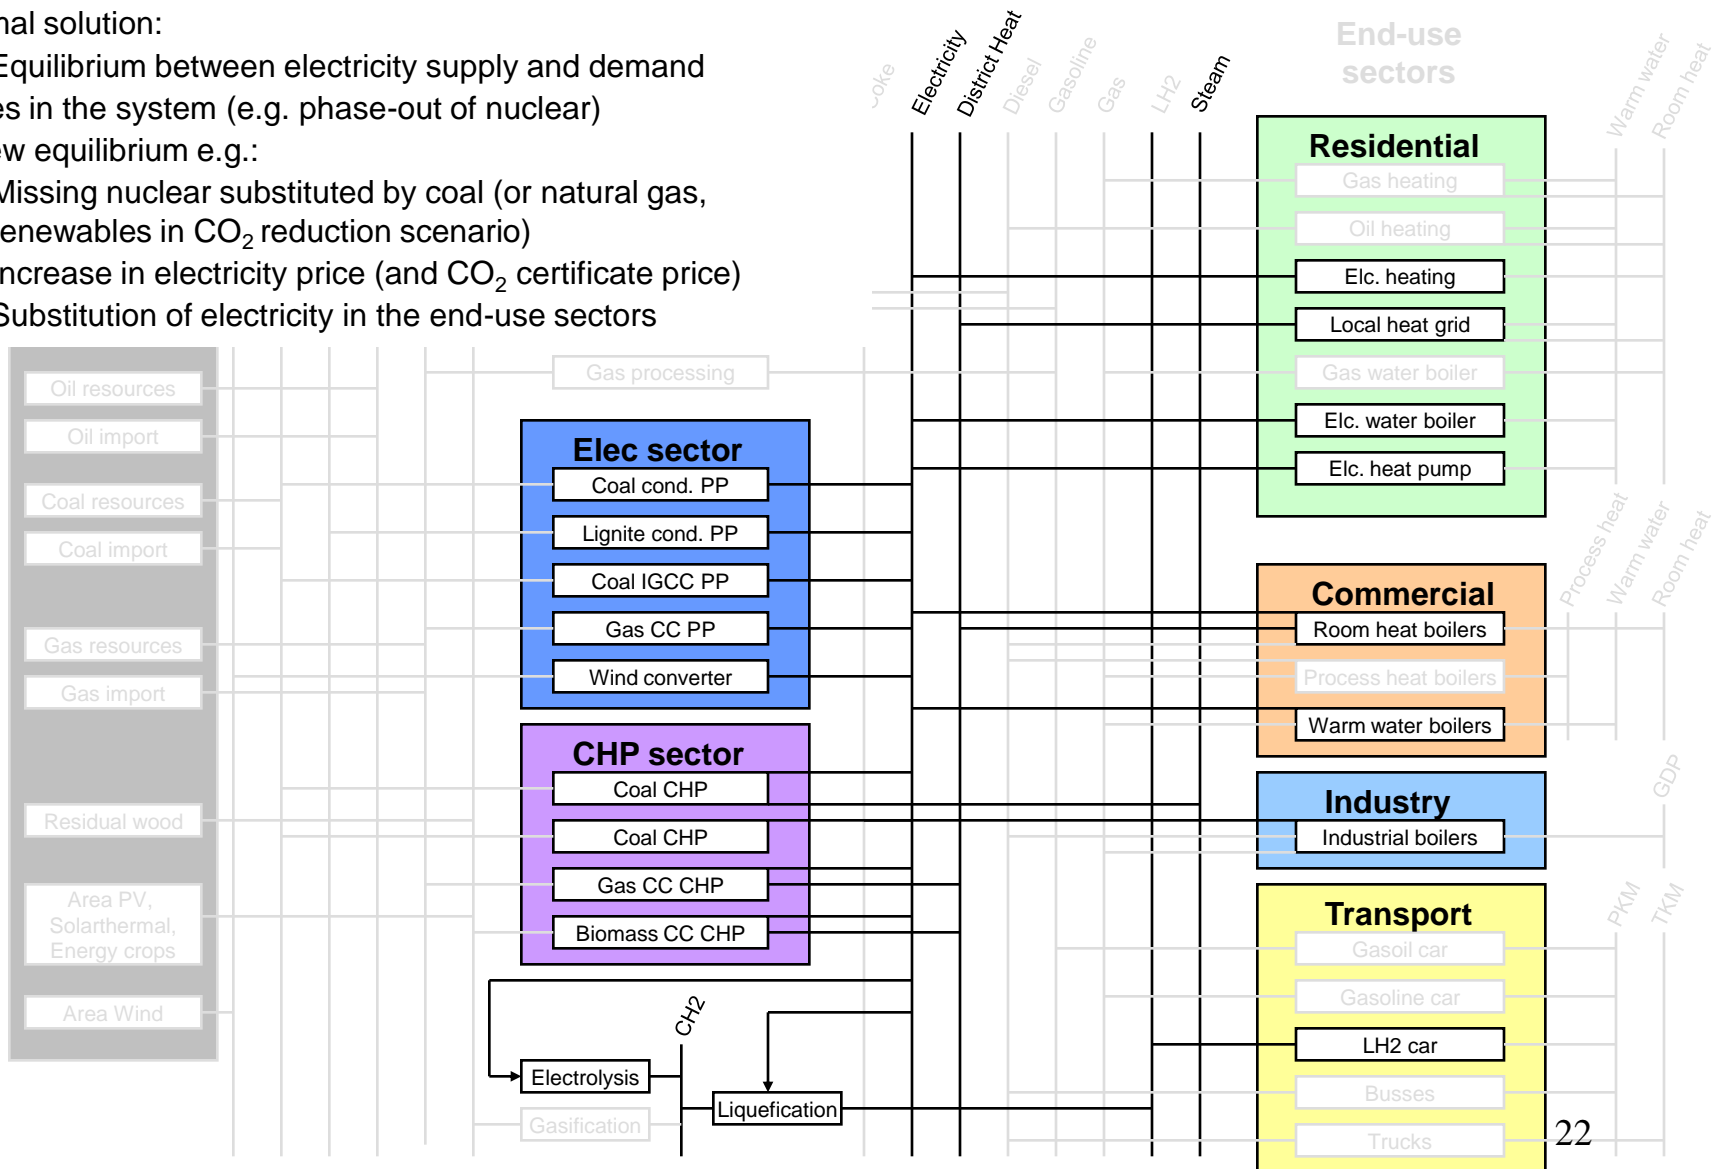 nal solution:
Equilibrium between electricity supply and demand
es in the system (e.g. phase-out of nuclear)
ew equilibrium e.g.:
Missing nuclear substituted by coal (or natural gas,
enewables in CO₂ reduction scenario)
ncrease in electricity price (and CO₂ certificate price)
Substitution of electricity in the end-use sectors
Coke
Electricity
District Heat
Diesel
Gasoline
Gas
LH2
Steam
End-use
sectors
Warm water
Room heat
Residential
Gas heating
Oil heating
Elc. heating
Local heat grid
Gas water boiler
Elc. water boiler
Elc. heat pump
Oil resources
Oil import
Coal resources
Coal import
Gas resources
Gas import
Residual wood
Area PV,
Solarthermal,
Energy crops
Area Wind
Gas processing
Elec sector
Coal cond. PP
Lignite cond. PP
Coal IGCC PP
Gas CC PP
Wind converter
CHP sector
Coal CHP
Coal CHP
Gas CC CHP
Biomass CC CHP
CH2
Electrolysis
Gasification
Liquefication
Process heat
Warm water
Room heat
Commercial
Room heat boilers
Process heat boilers
Warm water boilers
GDP
Industry
Industrial boilers
PKM
TKM
Transport
Gasoil car
Gasoline car
LH2 car
Busses
Trucks
22